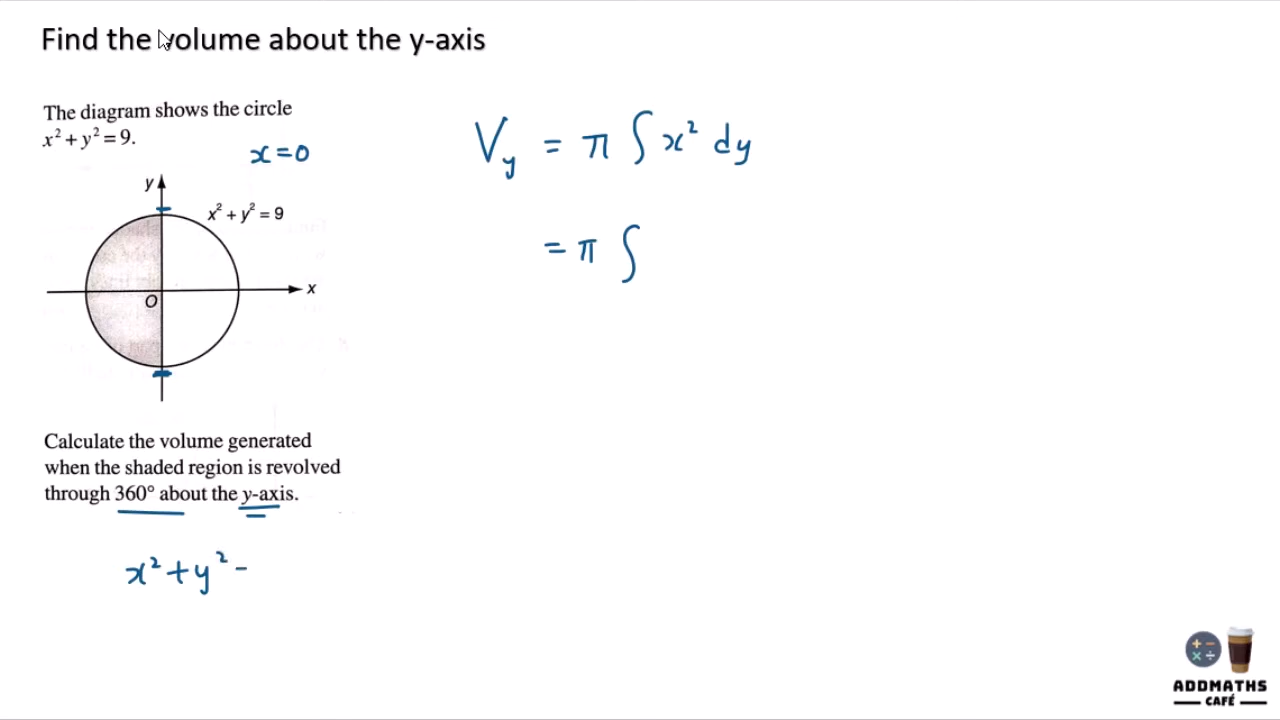 Find the volume about the y-axis
The diagram shows the circle
x² + y² = 9.
x = 0
y
x² + y² = 9
O
x
Calculate the volume generated
when the shaded region is revolved
through 360° about the y-axis.
x² + y² -
V_y = π ∫ x² dy
= π ∫
+ -
× ÷
ADDMATHS
CAFÉ